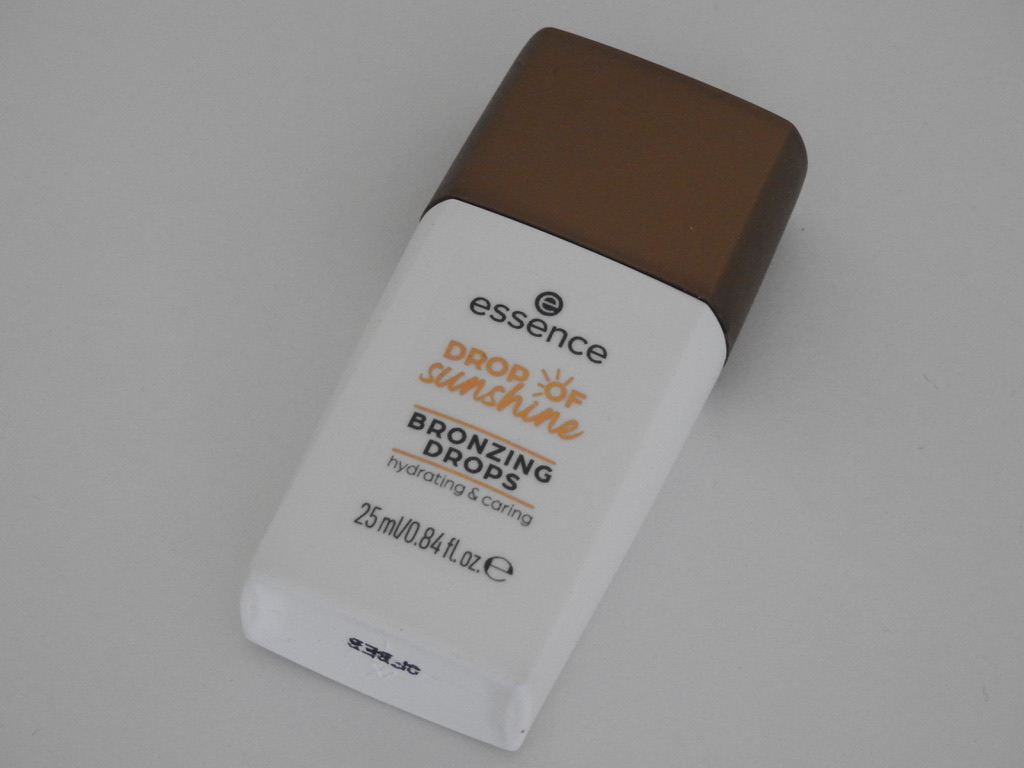 essence
DROP OF
sunshine
BRONZING
DROPS
hydrating & caring
25 ml/0.84 fl.oz. ℮